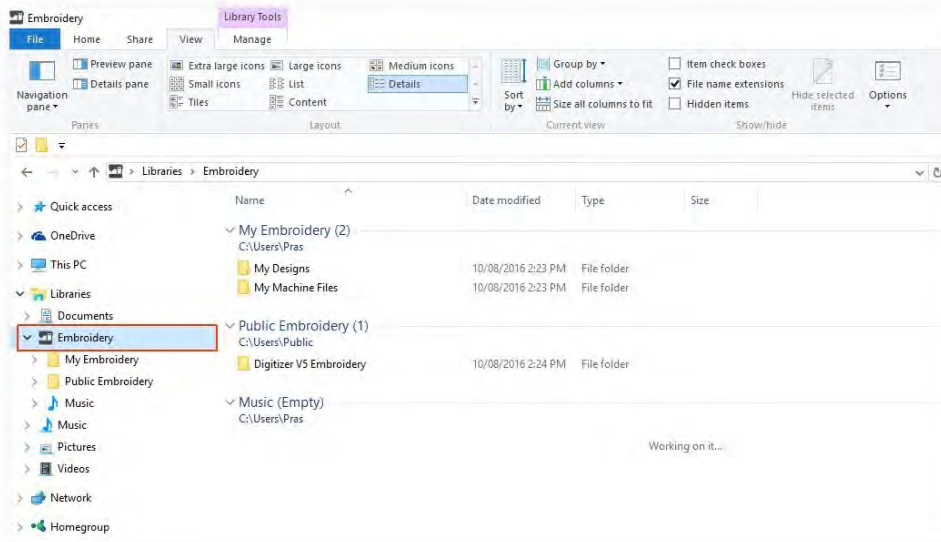 Embroidery
Library Tools
File Home Share View Manage
Preview pane
Details pane
Navigation pane
Extra large icons Large icons Medium icons
Small icons List Details
Tiles Content
Sort by
Group by
Add columns
Size all columns to fit
Item check boxes
File name extensions
Hidden items
Hide selected items
Options
Panes Layout Current view Show/hide
Libraries > Embroidery
Name Date modified Type Size
Quick access
OneDrive
This PC
Libraries
Documents
Embroidery
My Embroidery
Public Embroidery
Music
Music
Pictures
Videos
Network
Homegroup
My Embroidery (2)
C:\Users\Pras
My Designs 10/08/2016 2:23 PM File folder
My Machine Files 10/08/2016 2:23 PM File folder
Public Embroidery (1)
C:\Users\Public
Digitizer V5 Embroidery 10/08/2016 2:24 PM File folder
Music (Empty)
C:\Users\Pras
Working on it...